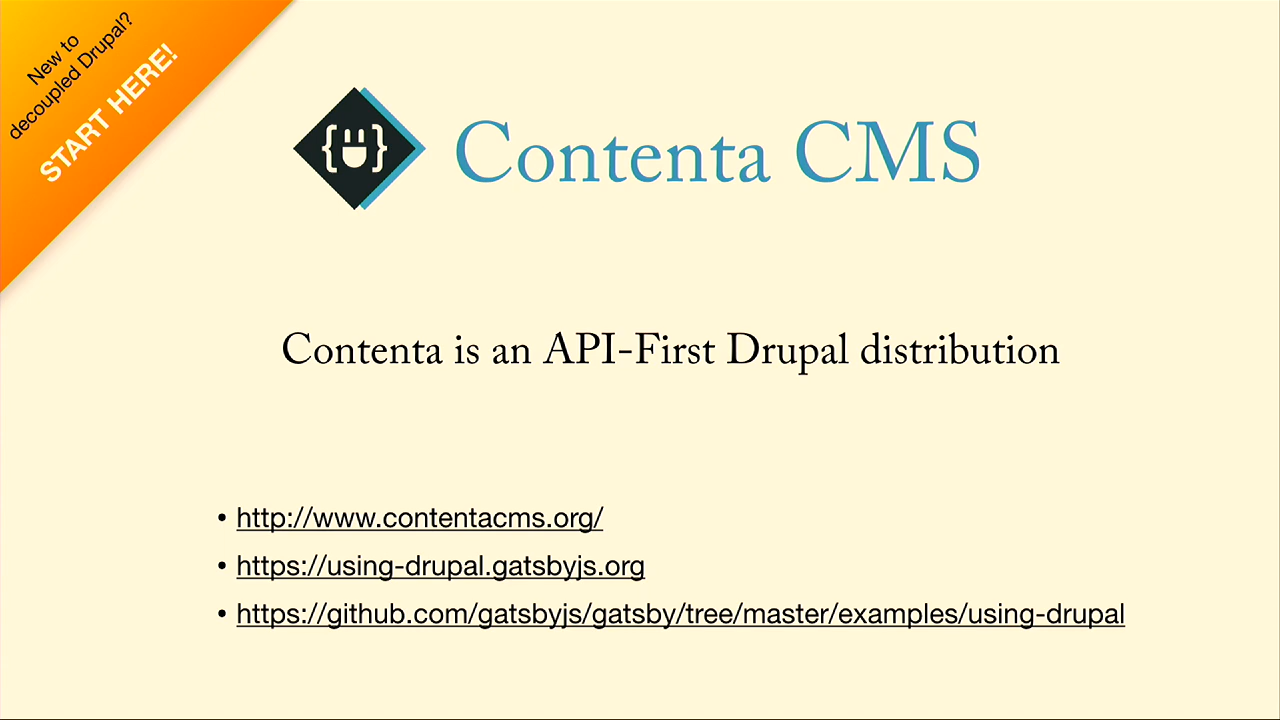 New to
decoupled Drupal?
START HERE!
Contenta CMS
Contenta is an API-First Drupal distribution
• http://www.contentacms.org/
• https://using-drupal.gatsbyjs.org
• https://github.com/gatsbyjs/gatsby/tree/master/examples/using-drupal